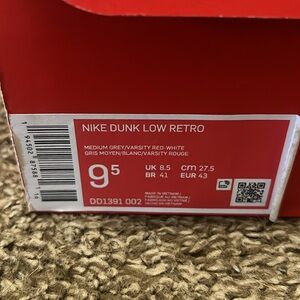 NIKE DUNK LOW RETRO
MEDIUM GREY/VARSITY RED-WHITE
GRIS MOYEN/BLANC/VARSITY ROUGE
9.5
UK 8.5 cm 27.5
BR 41 EUR 43
DD1391 002
MADE IN VIETNAM /